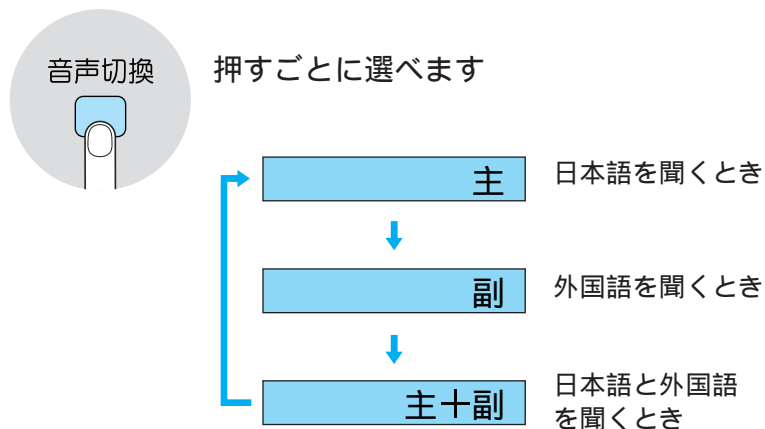 音声切換
押すごとに選べます
主
日本語を聞くとき
副
外国語を聞くとき
主＋副
日本語と外国語
を聞くとき